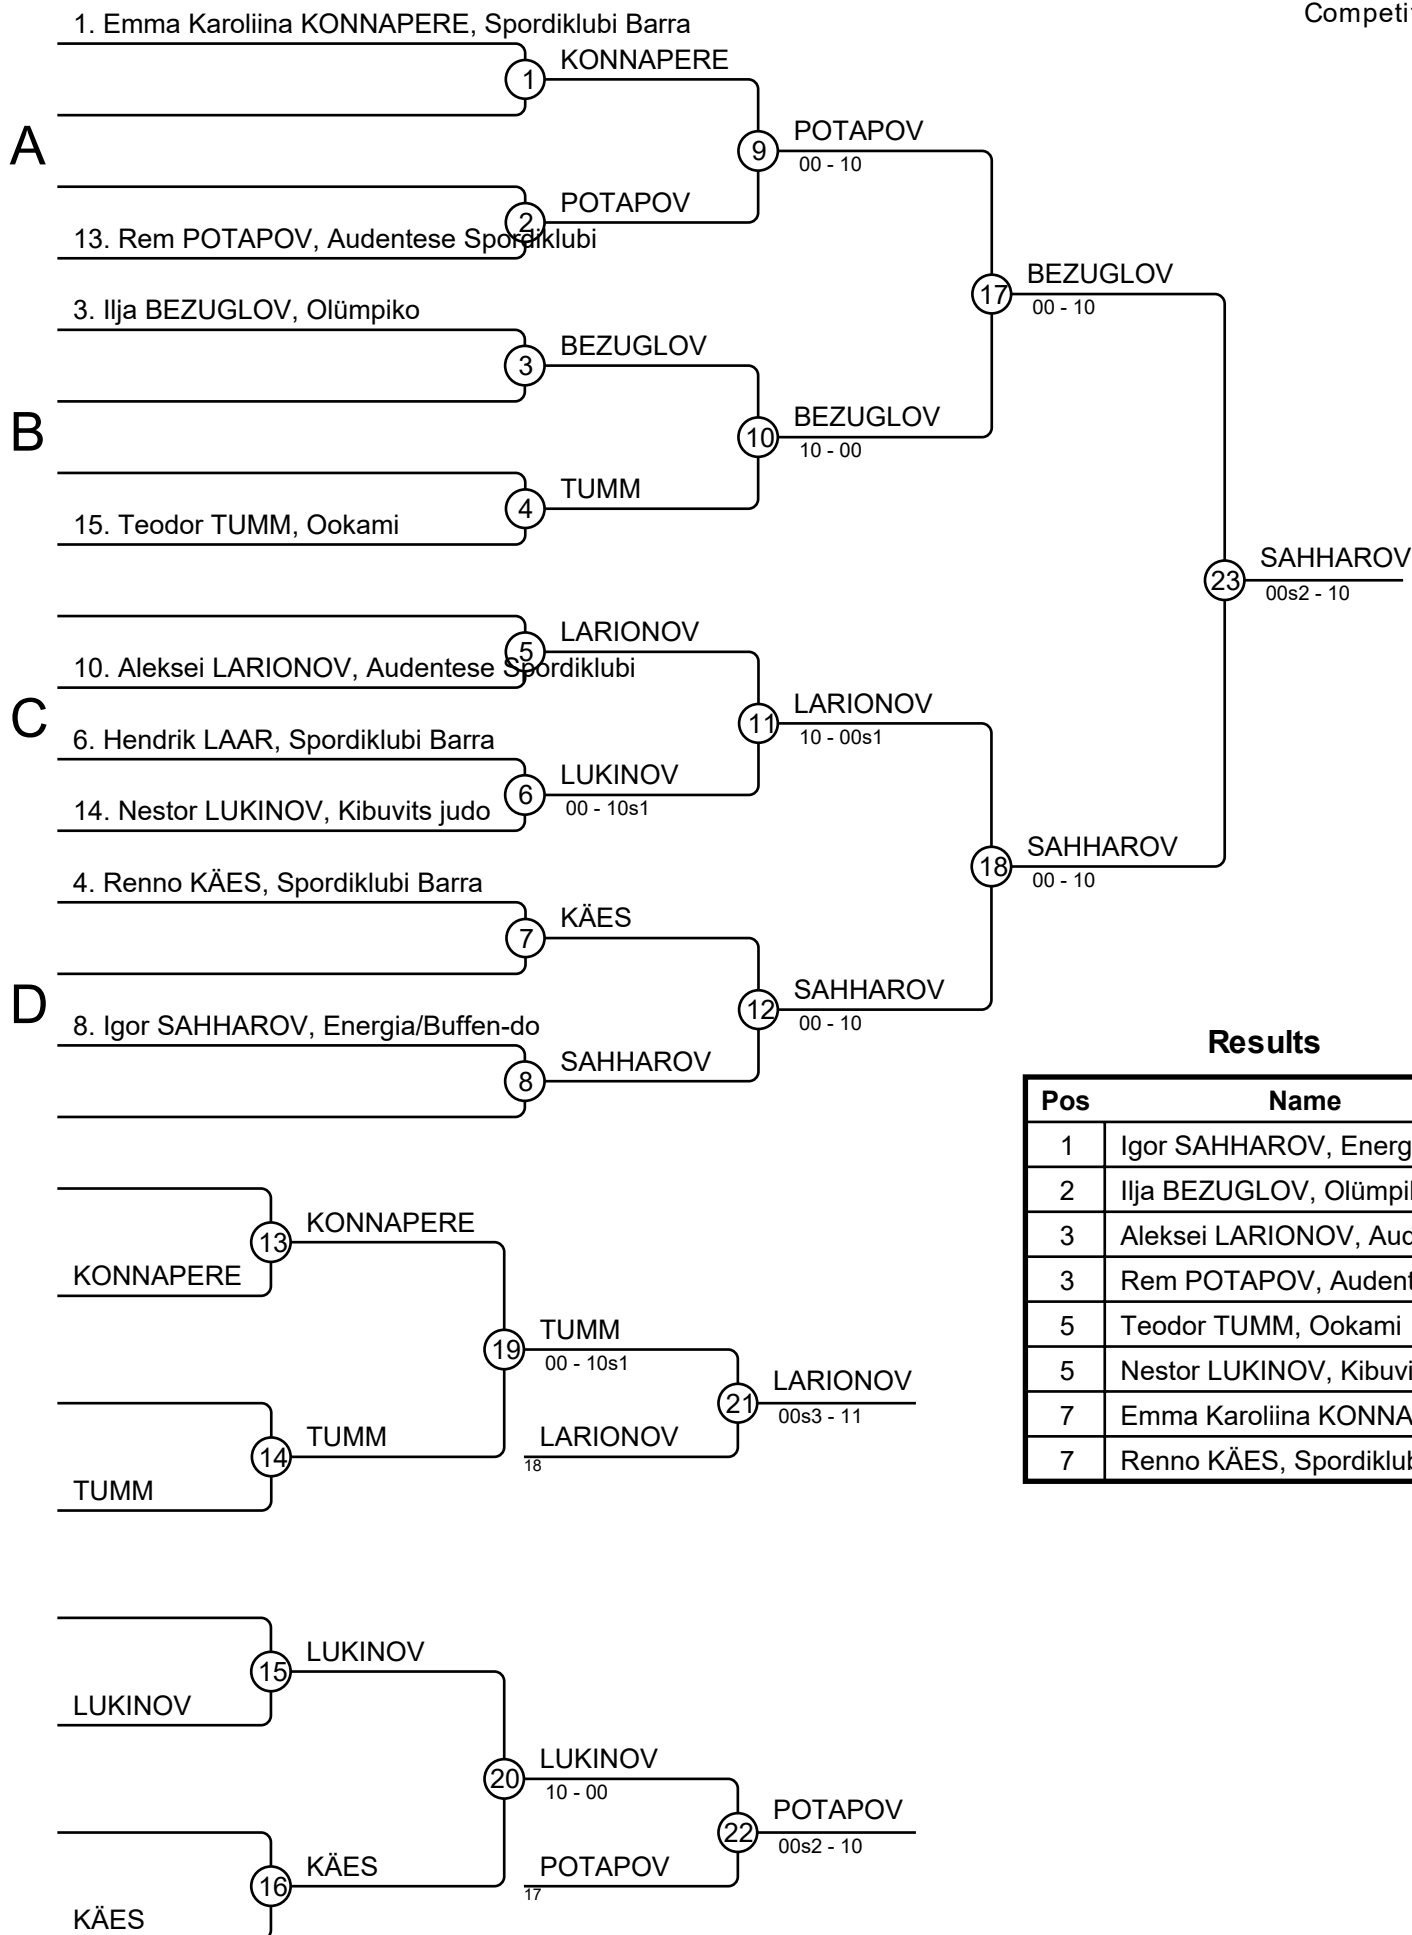 Competi
1. Emma Karoliina KONNAPERE, Spordiklubi Barra
1
KONNAPERE
A
9
POTAPOV
00 - 10
2
POTAPOV
13. Rem POTAPOV, Audentese Spordiklubi
17
BEZUGLOV
00 - 10
3. Ilja BEZUGLOV, Olümpiko
3
BEZUGLOV
B
10
BEZUGLOV
10 - 00
4
TUMM
15. Teodor TUMM, Ookami
23
SAHHAROV
00s2 - 10
5
LARIONOV
10. Aleksei LARIONOV, Audentese Spordiklubi
C
11
LARIONOV
10 - 00s1
6. Hendrik LAAR, Spordiklubi Barra
6
LUKINOV
00 - 10s1
14. Nestor LUKINOV, Kibuvits judo
18
SAHHAROV
00 - 10
4. Renno KÄES, Spordiklubi Barra
7
KÄES
D
12
SAHHAROV
00 - 10
8. Igor SAHHAROV, Energia/Buffen-do
8
SAHHAROV
Results
Pos Name
1 Igor SAHHAROV, Energ
2 Ilja BEZUGLOV, Olümpi
3 Aleksei LARIONOV, Aud
3 Rem POTAPOV, Audent
5 Teodor TUMM, Ookami
5 Nestor LUKINOV, Kibuvi
7 Emma Karoliina KONNA
7 Renno KÄES, Spordiklub
13
KONNAPERE
KONNAPERE
19
TUMM
00 - 10s1
21
LARIONOV
00s3 - 11
14
TUMM
LARIONOV
18
TUMM
15
LUKINOV
LUKINOV
20
LUKINOV
10 - 00
22
POTAPOV
00s2 - 10
16
KÄES
POTAPOV
17
KÄES